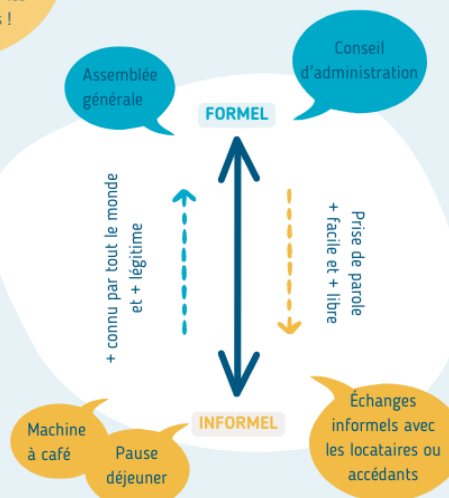 s !
Conseil
d'administration
Assemblée
générale
FORMEL
+ connu par tout le monde
et + légitime
Prise de parole
+ facile et + libre
INFORMEL
Machine
à café
Pause
déjeuner
Échanges
informels avec
les locataires ou
accédants